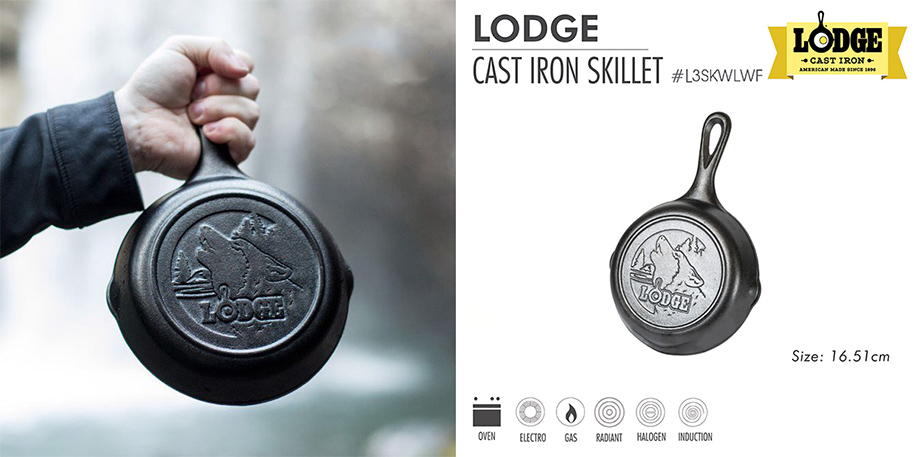 LODGE
LODGE
CAST IRON SKILLET #L3SKWLWF
LODGE
CAST IRON
AMERICAN MADE SINCE 1896
LODGE
Size: 16.51cm
OVEN
ELECTRO
GAS
RADIANT
HALOGEN
INDUCTION